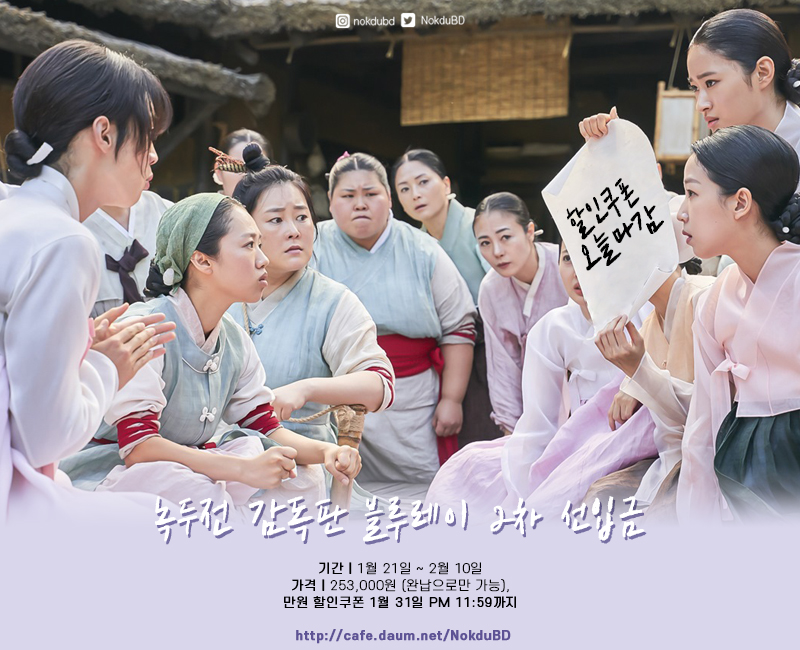 nokdubd NokduBD
할인쿠폰
오늘마감
녹두전 감독판 블루레이 2차 선입금
기간 | 1월 21일 ~ 2월 10일
가격 | 253,000원 (완납으로만 가능),
만원 할인쿠폰 1월 31일 PM 11:59까지
http://cafe.daum.net/NokduBD